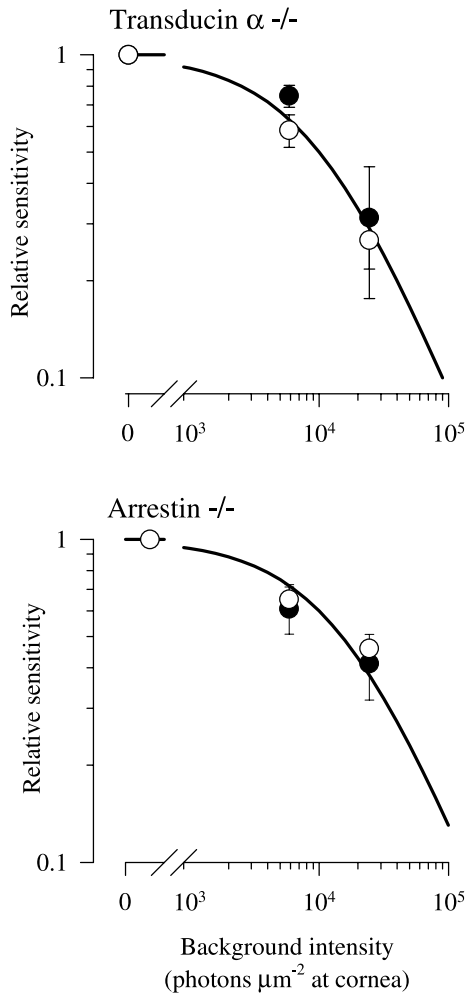 Transducin α -/-
1
Relative sensitivity
0.1
0 10³ 10⁴ 10⁵
Arrestin -/-
1
Relative sensitivity
0.1
0 10³ 10⁴ 10⁵
Background intensity
(photons μm⁻² at cornea)